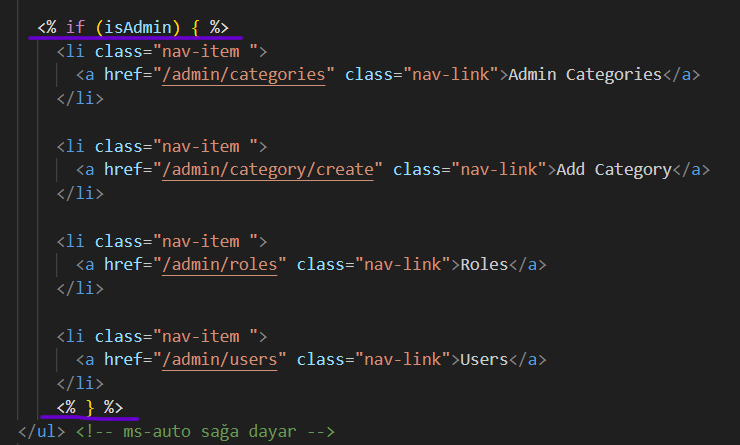 <% if (isAdmin) { %>
<li class="nav-item ">
<a href="/admin/categories" class="nav-link">Admin Categories</a>
</li>
<li class="nav-item ">
<a href="/admin/category/create" class="nav-link">Add Category</a>
</li>
<li class="nav-item ">
<a href="/admin/roles" class="nav-link">Roles</a>
</li>
<li class="nav-item ">
<a href="/admin/users" class="nav-link">Users</a>
</li>
<% } %>
</ul> <!-- ms-auto sağa dayar -->